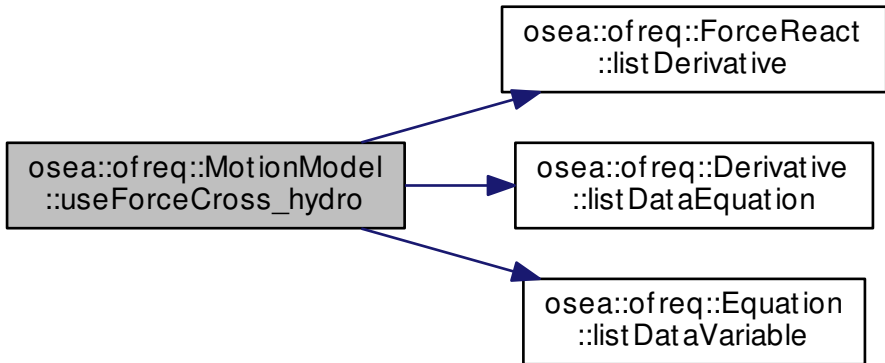 osea::ofreq::ForceReact
::listDerivative
osea::ofreq::MotionModel
::useForceCross_hydro
osea::ofreq::Derivative
::listDataEquation
osea::ofreq::Equation
::listDataVariable